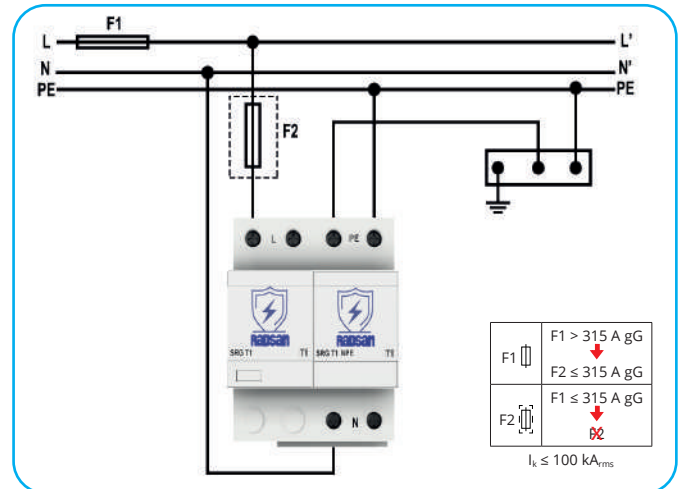 F1
L L'
N N'
PE PE
F2
L PE
RADSAN RADSAN
SRG T1 T1 SRG T1 NPE T1
N
F1 > 315 A gG
F1
F2 ≤ 315 A gG
F1 ≤ 315 A gG
F2
F2
Iₖ ≤ 100 kAᵣₘₛ